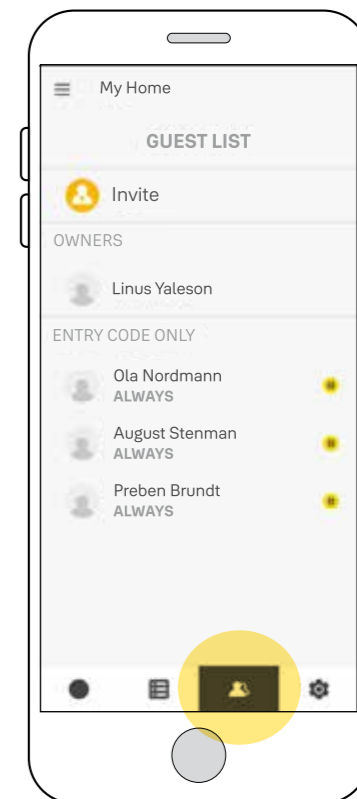 My Home
GUEST LIST
Invite
OWNERS
Linus Yaleson
ENTRY CODE ONLY
Ola Nordmann
ALWAYS
August Stenman
ALWAYS
Preben Brundt
ALWAYS